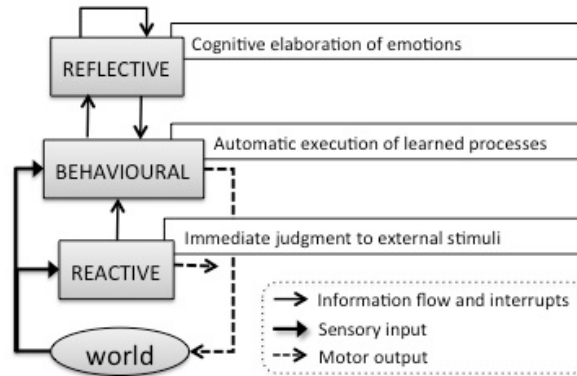 Cognitive elaboration of emotions
REFLECTIVE
Automatic execution of learned processes
BEHAVIOURAL
Immediate judgment to external stimuli
REACTIVE
Information flow and interrupts
Sensory input
world
Motor output